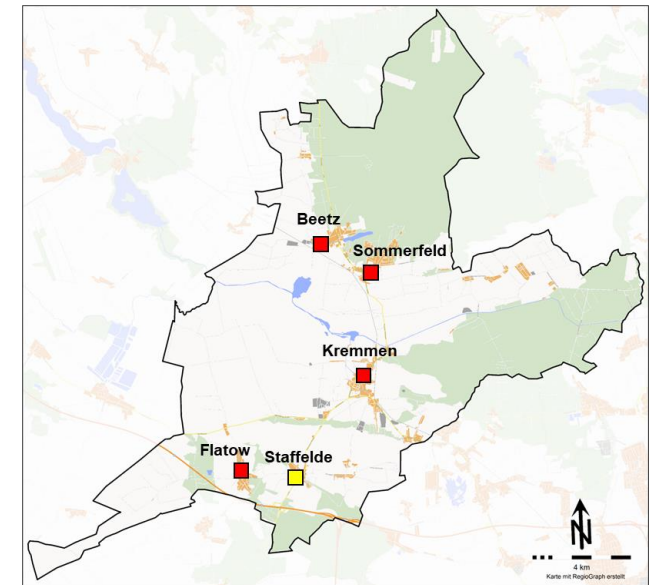 Beetz
Sommerfeld
Kremmen
Flatow
Staffelde
4 km
Karte mit RegioGraph erstellt